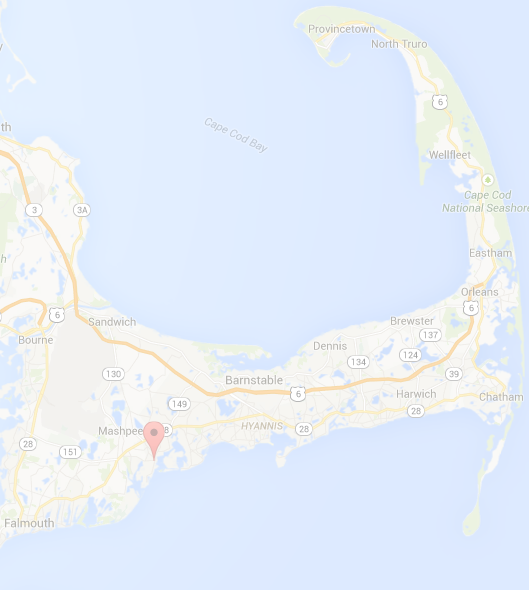 Provincetown
North Truro
6
Cape Cod Bay
th
Wellfleet
Cape Cod
National Seashore
3
3A
h
Eastham
Orleans
6
6
Sandwich
Brewster
137
Bourne
Dennis
134
124
130
Barnstable
39
6
Harwich
Chatham
149
28
HYANNIS
28
Mashpee
8
28
151
Falmouth